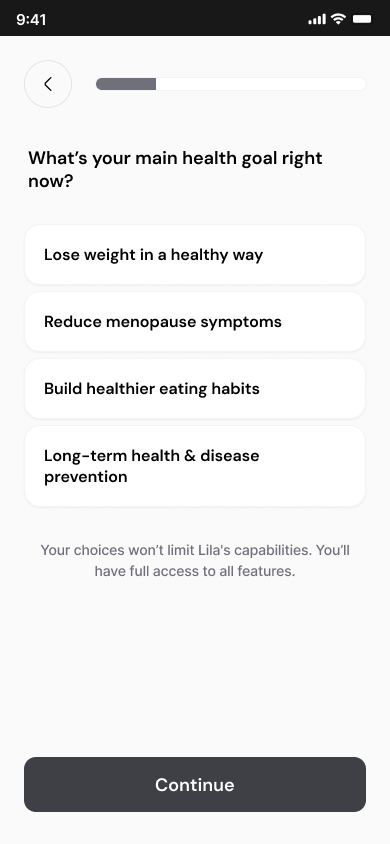 9:41
What’s your main health goal right
now?
Lose weight in a healthy way
Reduce menopause symptoms
Build healthier eating habits
Long-term health & disease
prevention
Your choices won’t limit Lila's capabilities. You’ll
have full access to all features.
Continue